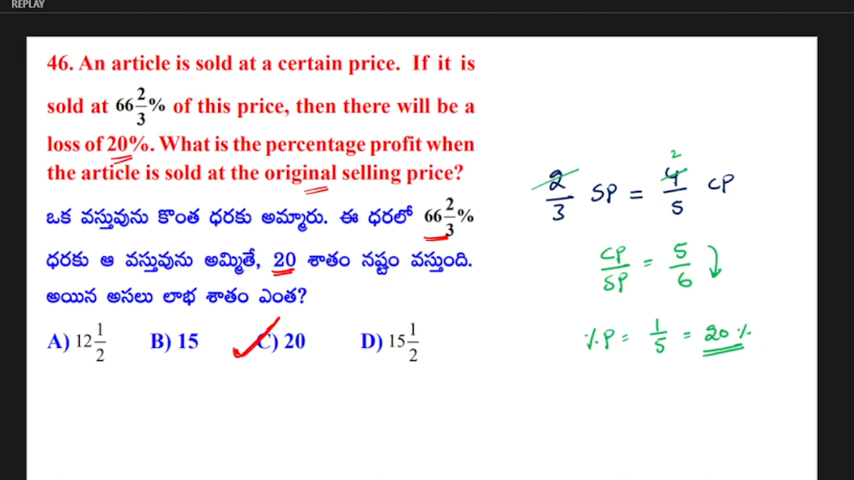 REPLAY
46. An article is sold at a certain price. If it is
sold at 66 2/3% of this price, then there will be a
loss of 20%. What is the percentage profit when
the article is sold at the original selling price?
ఒక వస్తువును కొంత ధరకు అమ్మారు. ఈ ధరలో 66 2/3%
ధరకు ఆ వస్తువును అమ్మితే, 20 శాతం నష్టం వస్తుంది.
అయిన అసలు లాభ శాతం ఎంత?
A) 12 1/2 B) 15 C) 20 D) 15 1/2
2
2/3 SP = 4/5 CP
CP/SP = 5/6
% P = 1/5 = 20%